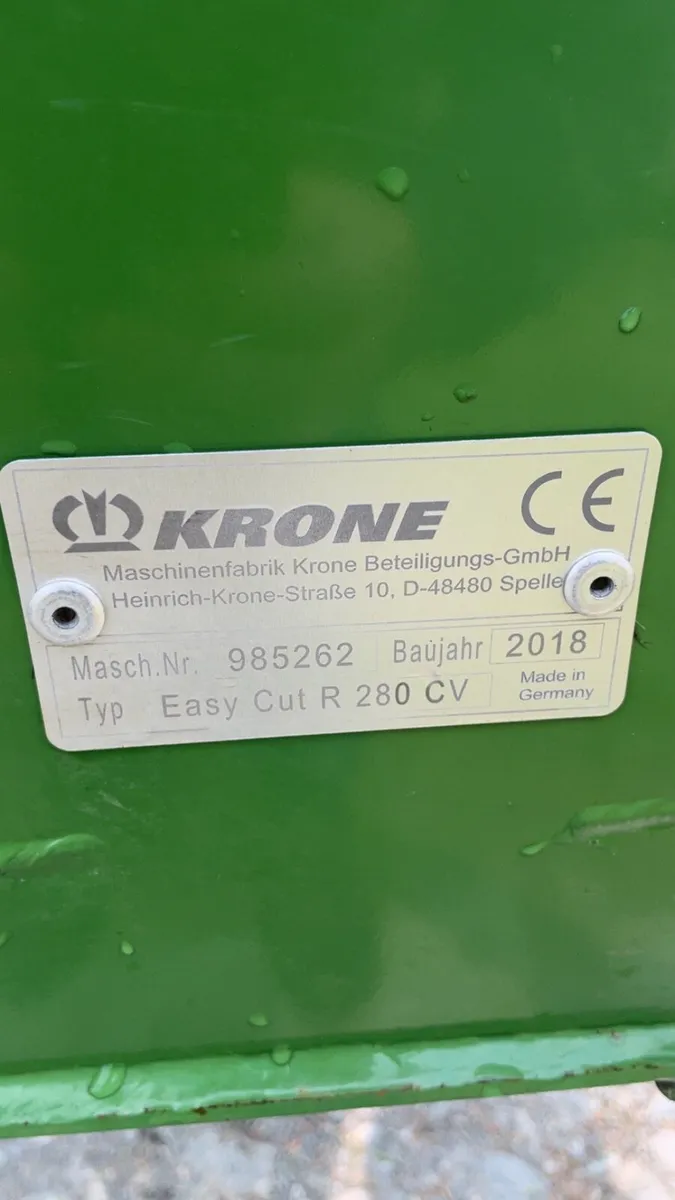 KRONE CE
Maschinenfabrik Krone Beteiligungs-GmbH
Heinrich-Krone-Straße 10, D-48480 Spelle
Masch.Nr. 985262 Baujahr 2018
Typ Easy Cut R 280 CV Made in
Germany